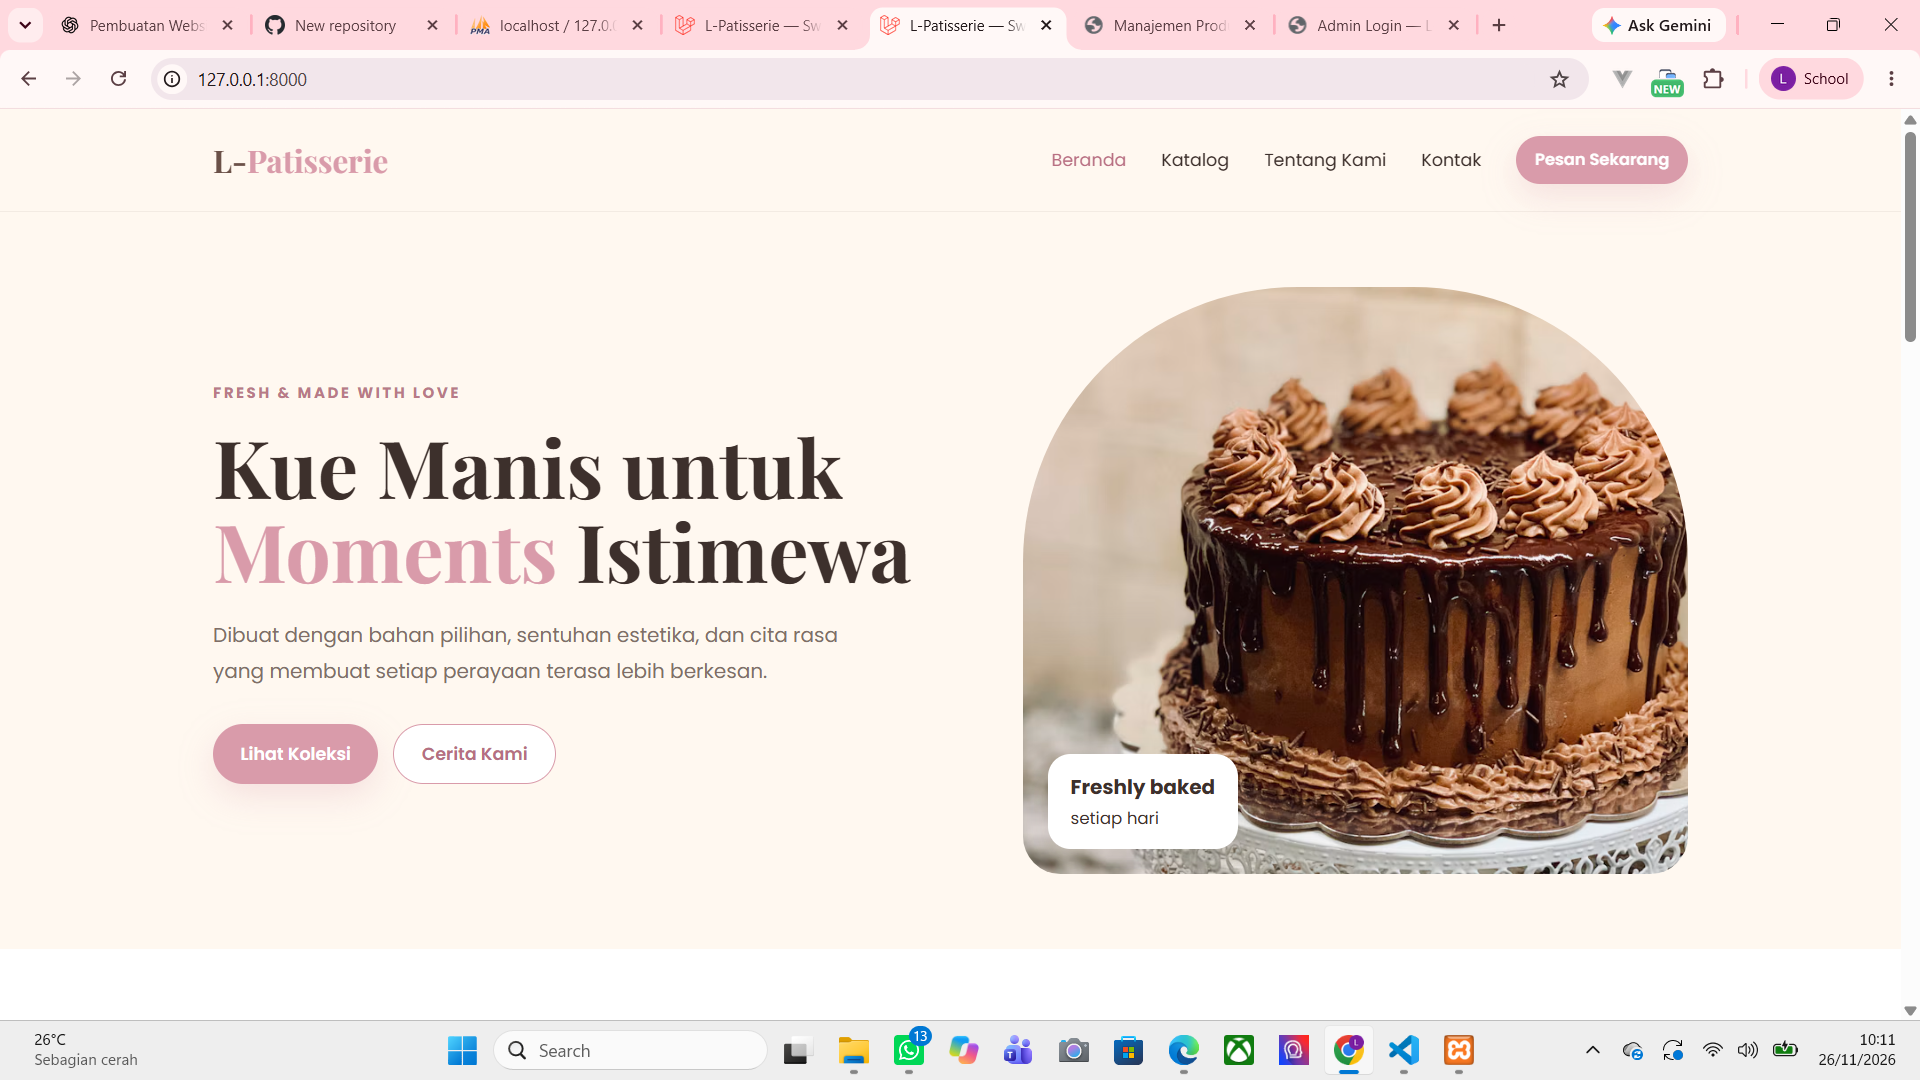 Pembuatan Webs
New repository
localhost / 127.0.0
L-Patisserie — Sw
L-Patisserie — Sw
Manajemen Prod
Admin Login — L
Ask Gemini
127.0.0.1:8000
NEW
L
School
L-Patisserie
Beranda
Katalog
Tentang Kami
Kontak
Pesan Sekarang
FRESH & MADE WITH LOVE
Kue Manis untuk
Moments Istimewa
Dibuat dengan bahan pilihan, sentuhan estetika, dan cita rasa
yang membuat setiap perayaan terasa lebih berkesan.
Lihat Koleksi
Cerita Kami
Freshly baked
setiap hari
26°C
Sebagian cerah
Search
13
10:11
26/11/2026